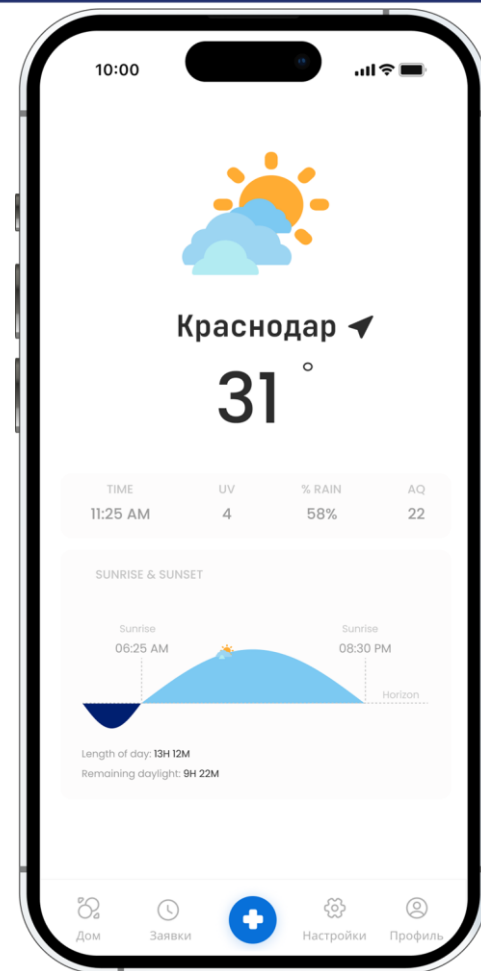 10:00
Краснодар
31°
TIME UV % RAIN AQ
11:25 AM 4 58% 22
SUNRISE & SUNSET
Sunrise Sunrise
06:25 AM 08:30 PM
Horizon
Length of day: 13H 12M
Remaining daylight: 9H 22M
Дом Заявки Настройки Профиль